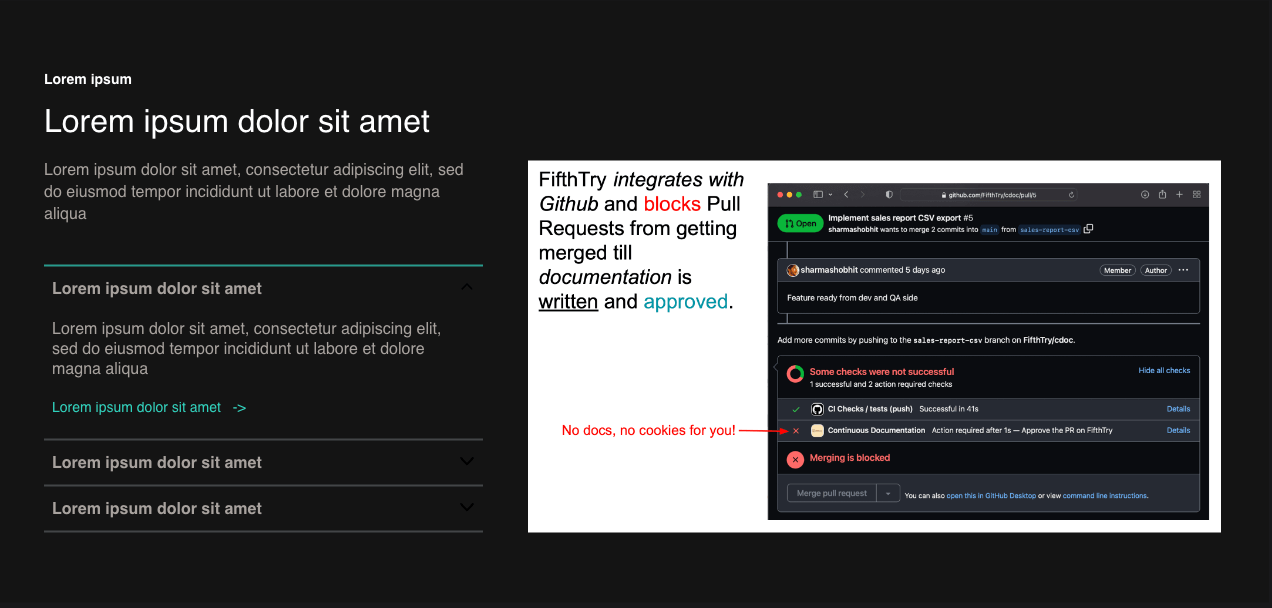 Lorem ipsum
Lorem ipsum dolor sit amet
Lorem ipsum dolor sit amet, consectetur adipiscing elit, sed
do eiusmod tempor incididunt ut labore et dolore magna
aliqua
Lorem ipsum dolor sit amet
Lorem ipsum dolor sit amet, consectetur adipiscing elit,
sed do eiusmod tempor incididunt ut labore et dolore
magna aliqua
Lorem ipsum dolor sit amet ->
Lorem ipsum dolor sit amet
Lorem ipsum dolor sit amet
FifthTry integrates with
Github and blocks Pull
Requests from getting
merged till
documentation is
written and approved.
No docs, no cookies for you!
github.com/FifthTry/cdoc/pull/5
Open
Implement sales report CSV export #5
sharmashobhit wants to merge 2 commits into main from sales-report-csv
sharmashobhit commented 5 days ago
Member
Author
Feature ready from dev and QA side
Add more commits by pushing to the sales-report-csv branch on FifthTry/cdoc.
Some checks were not successful
Hide all checks
1 successful and 2 action required checks
CI Checks / tests (push) Successful in 41s
Details
Continuous Documentation Action required after 1s — Approve the PR on FifthTry
Details
Merging is blocked
Merge pull request
You can also open this in GitHub Desktop or view command line instructions.